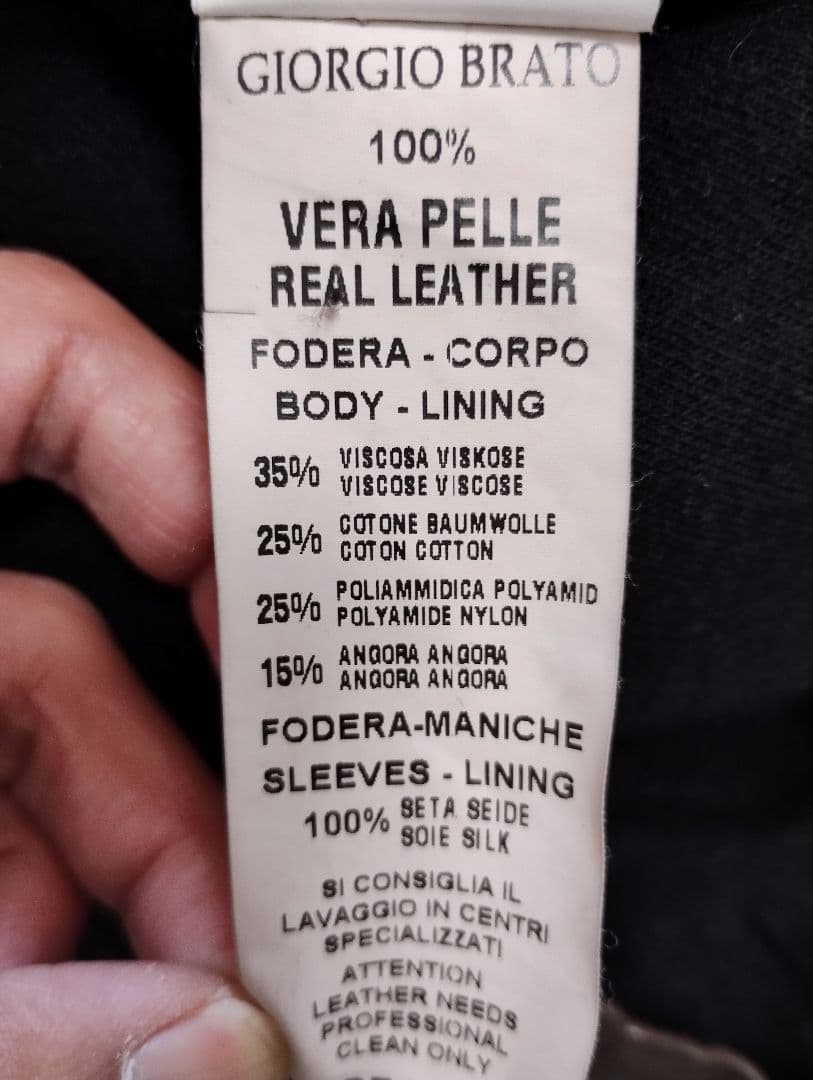 GIORGIO BRATO
100%
VERA PELLE
REAL LEATHER
FODERA - CORPO
BODY - LINING
35% VISCOSA VISKOSE
VISCOSE VISCOSE
25% COTONE BAUMWOLLE
COTON COTTON
25% POLIAMMIDICA POLYAMID
POLYAMIDE NYLON
15% ANGORA ANGORA
ANGORA ANGORA
FODERA-MANICHE
SLEEVES - LINING
100% SETA SEIDE
SOIE SILK
SI CONSIGLIA IL
LAVAGGIO IN CENTRI
SPECIALIZZATI
ATTENTION
LEATHER NEEDS
PROFESSIONAL
CLEAN ONLY